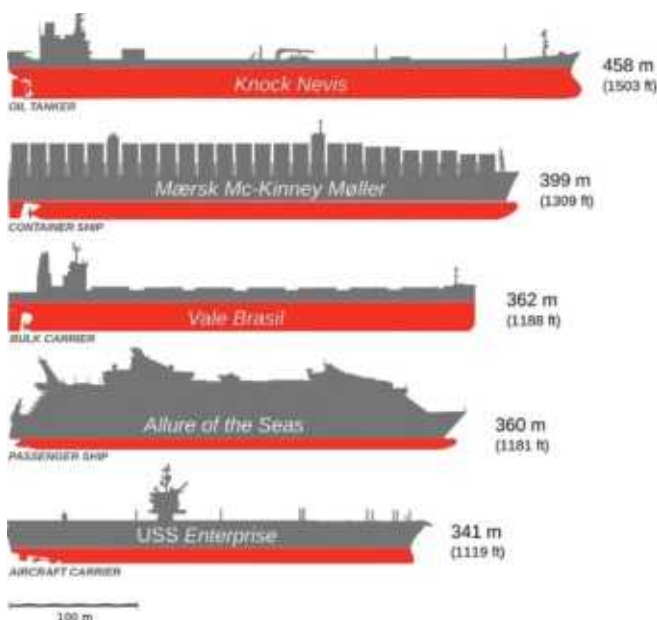 Knock Nevis
458 m
(1503 ft)
OIL TANKER
Mærsk Mc-Kinney Møller
399 m
(1309 ft)
CONTAINER SHIP
Vale Brasil
362 m
(1188 ft)
BULK CARRIER
Allure of the Seas
360 m
(1181 ft)
PASSENGER SHIP
USS Enterprise
341 m
(1119 ft)
AIRCRAFT CARRIER
100 m